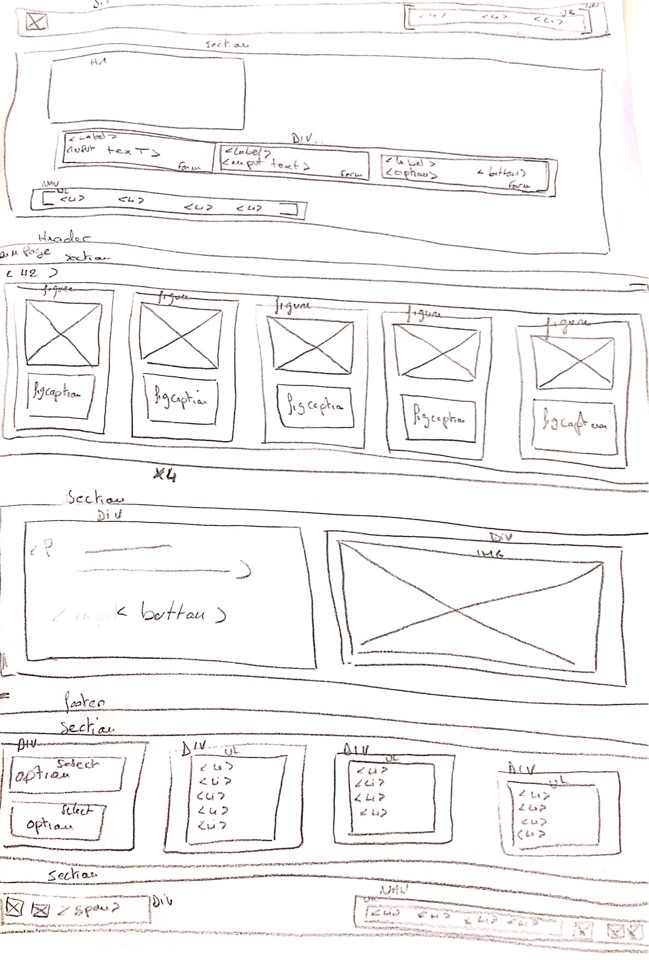 Div
NAV
UL
<Li> <Li> <Li>
Section
H1
DIV
<Label>
<input texT>
Form
<Label>
<input text>
Form
<label>
<option> <button>
Form
NAV
UL
<Li> <Li> <Li> <Li>
Header
Page
Section
< H2 >
figure figure figure figure figure
figcaption figcaption figcaption figcaption figcaption
X4
Section
DIV
DIV
IMG
<P
>
< button >
footer
Section
DIV
Select
option
Select
option
DIV
UL
<Li>
<Li>
<Li>
<Li>
<Li>
DIV
UL
<Li>
<Li>
<Li>
<Li>
DIV
UL
<Li>
<Li>
<Li>
<Li>
Section
Div
<span>
NAV
UL
<Li> <Li> <Li> <Li>